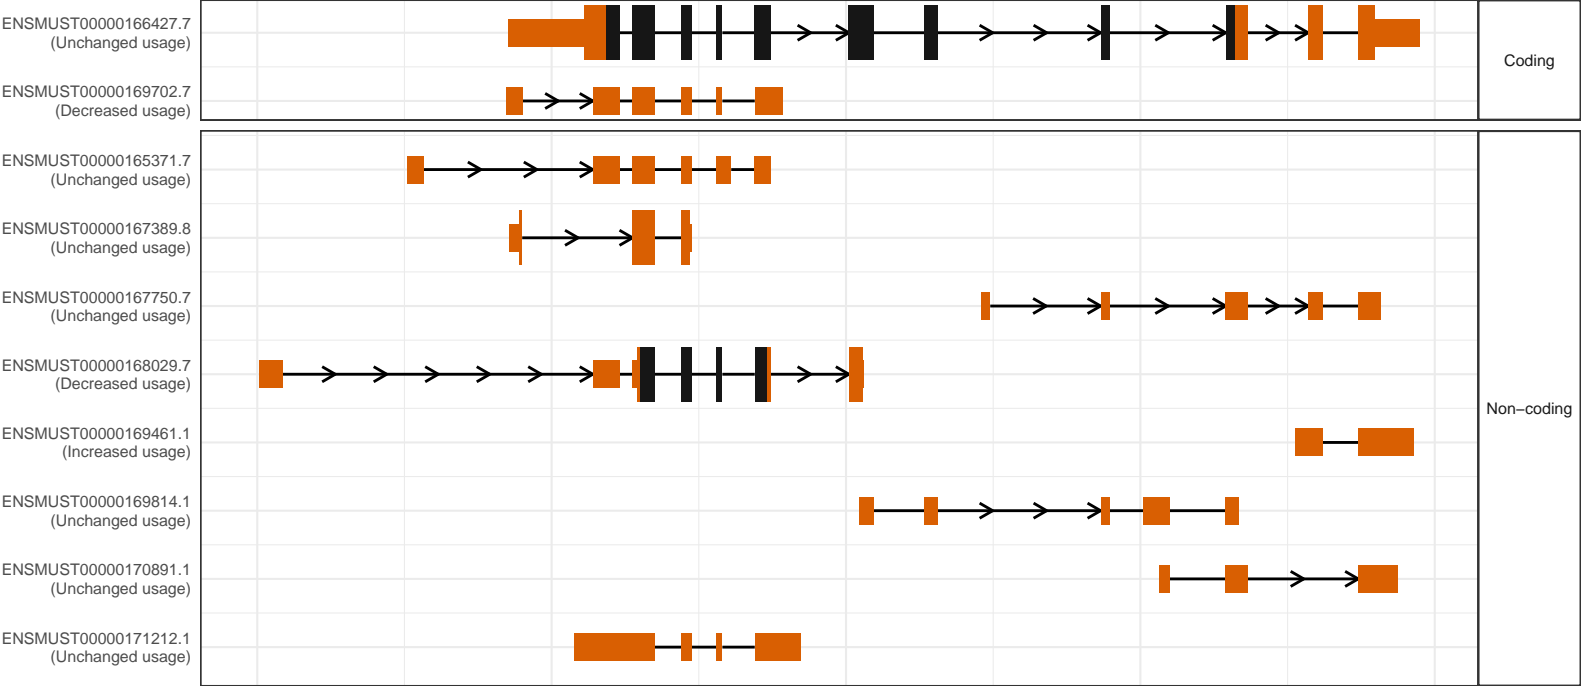 ENSMUST00000166427.7
(Unchanged usage)
ENSMUST00000169702.7
(Decreased usage)
Coding
ENSMUST00000165371.7
(Unchanged usage)
ENSMUST00000167389.8
(Unchanged usage)
ENSMUST00000167750.7
(Unchanged usage)
ENSMUST00000168029.7
(Decreased usage)
ENSMUST00000169461.1
(Increased usage)
ENSMUST00000169814.1
(Unchanged usage)
ENSMUST00000170891.1
(Unchanged usage)
ENSMUST00000171212.1
(Unchanged usage)
Non−coding